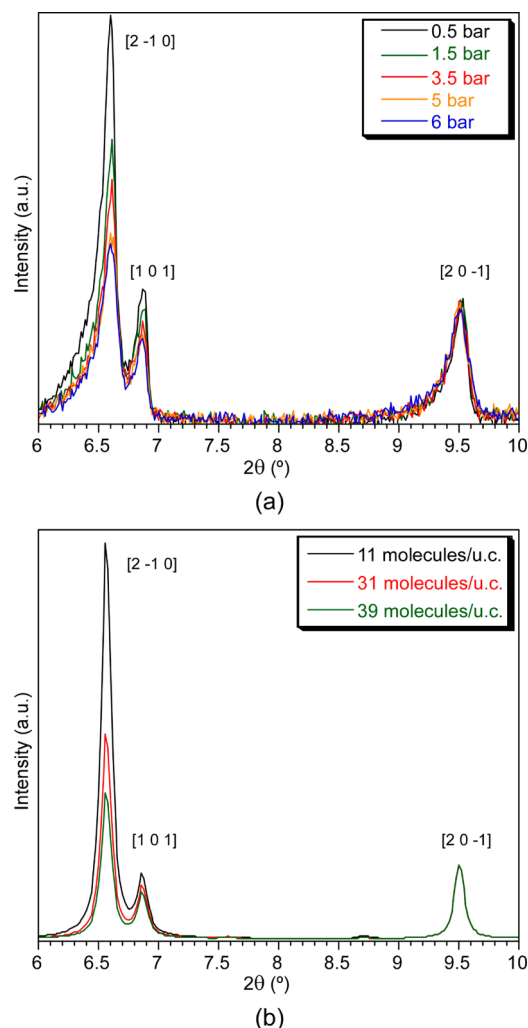 [2 -1 0]
0.5 bar
1.5 bar
3.5 bar
5 bar
6 bar
[1 0 1]
[2 0 -1]
Intensity (a.u.)
6 6.5 7 7.5 8 8.5 9 9.5 10
2θ (º)
(a)
[2 -1 0]
11 molecules/u.c.
31 molecules/u.c.
39 molecules/u.c.
[1 0 1]
[2 0 -1]
Intensity (a.u.)
6 6.5 7 7.5 8 8.5 9 9.5 10
2θ (º)
(b)